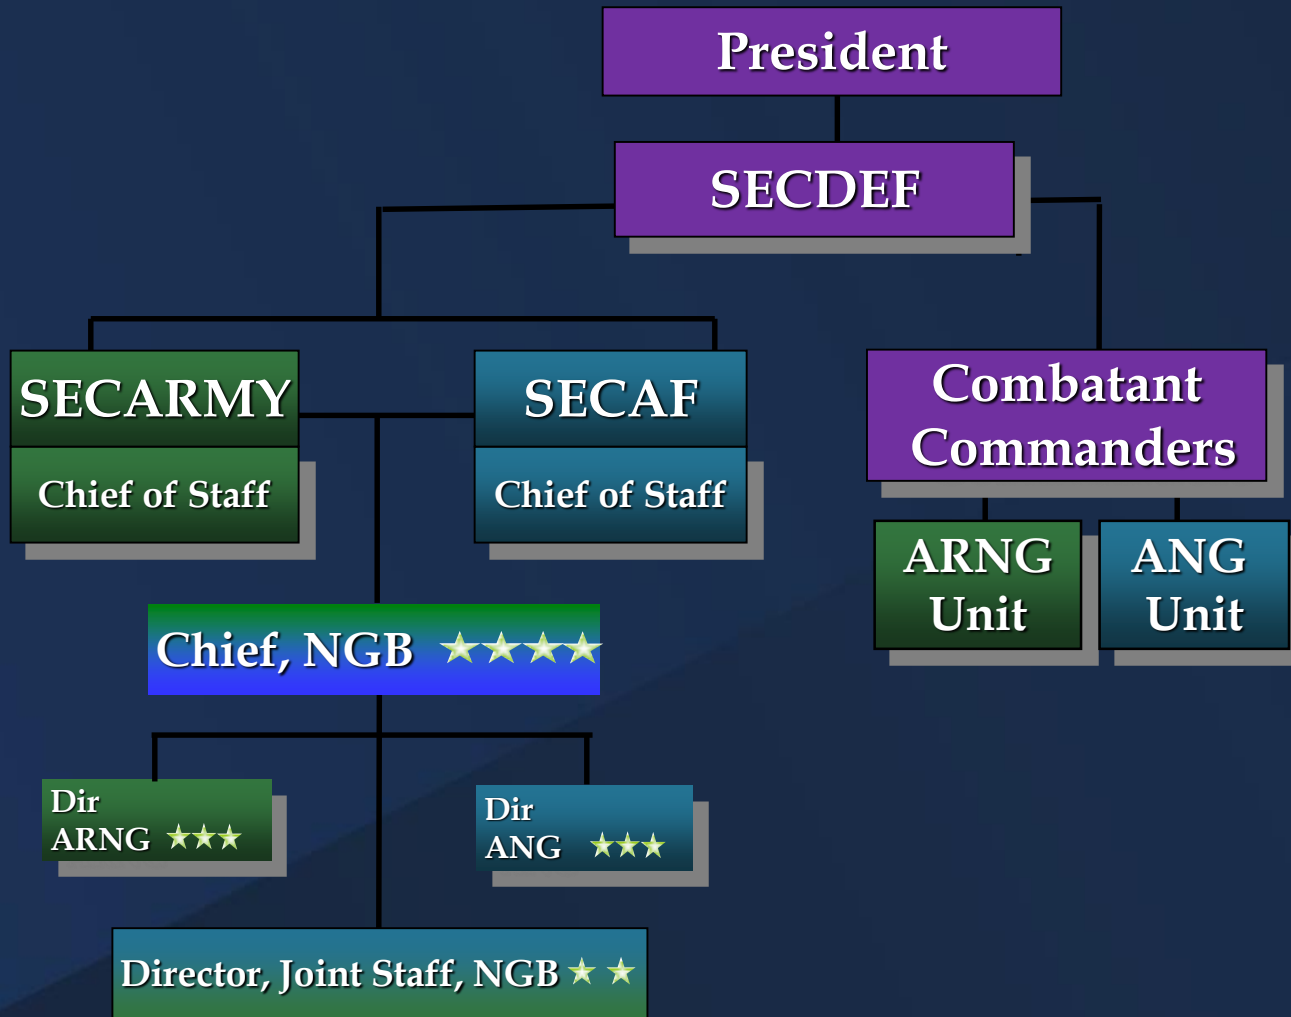 President
SECDEF
SECARMY
Chief of Staff
SECAF
Chief of Staff
Combatant
Commanders
ARNG
Unit
ANG
Unit
Chief, NGB
Dir
ARNG
Dir
ANG
Director, Joint Staff, NGB